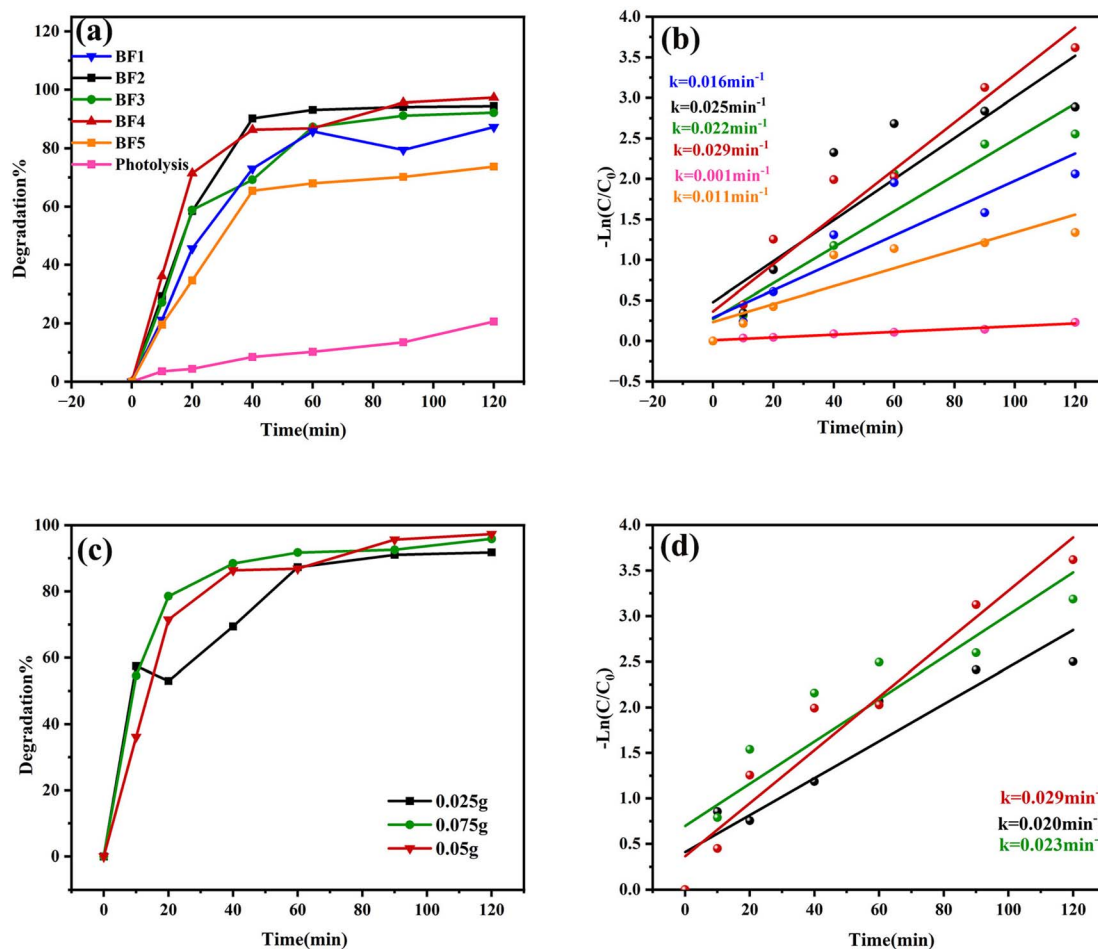 (a)
120
100
80
60
40
20
0
Degradation%
BF1
BF2
BF3
BF4
BF5
Photolysis
−20 0 20 40 60 80 100 120
Time(min)
(b)
4.0
3.5
3.0
2.5
2.0
1.5
1.0
0.5
0.0
−0.5
-Ln(C/C0)
k=0.016min-1
k=0.025min-1
k=0.022min-1
k=0.029min-1
k=0.001min-1
k=0.011min-1
−20 0 20 40 60 80 100 120
Time(min)
(c)
100
80
60
40
20
0
Degradation%
0.025g
0.075g
0.05g
0 20 40 60 80 100 120
Time(min)
(d)
4.0
3.5
3.0
2.5
2.0
1.5
1.0
0.5
0.0
-Ln(C/C0)
k=0.029min-
k=0.020min-
k=0.023min-
0 20 40 60 80 100 120
Time(min)